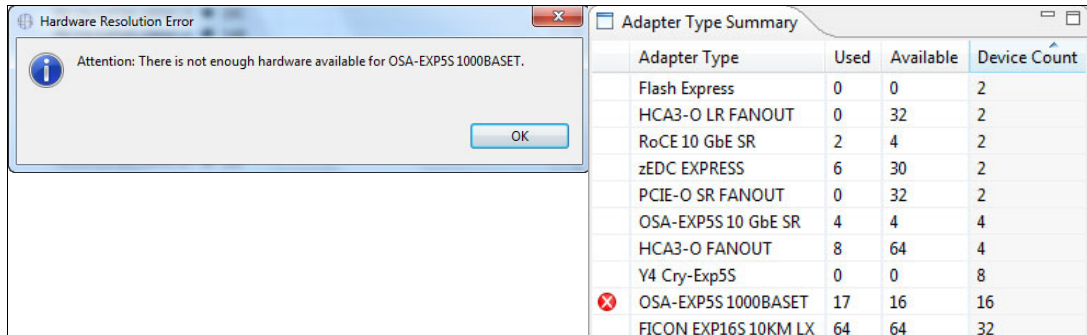 Hardware Resolution Error
Attention: There is not enough hardware available for OSA-EXP5S 1000BASET.
OK
Adapter Type Summary
Adapter Type Used Available Device Count
Flash Express 0 0 2
HCA3-O LR FANOUT 0 32 2
RoCE 10 GbE SR 2 4 2
zEDC EXPRESS 6 30 2
PCIE-O SR FANOUT 0 32 2
OSA-EXP5S 10 GbE SR 4 4 4
HCA3-O FANOUT 8 64 4
Y4 Cry-Exp5S 0 0 8
OSA-EXP5S 1000BASET 17 16 16
FICON EXP16S 10KM LX 64 64 32